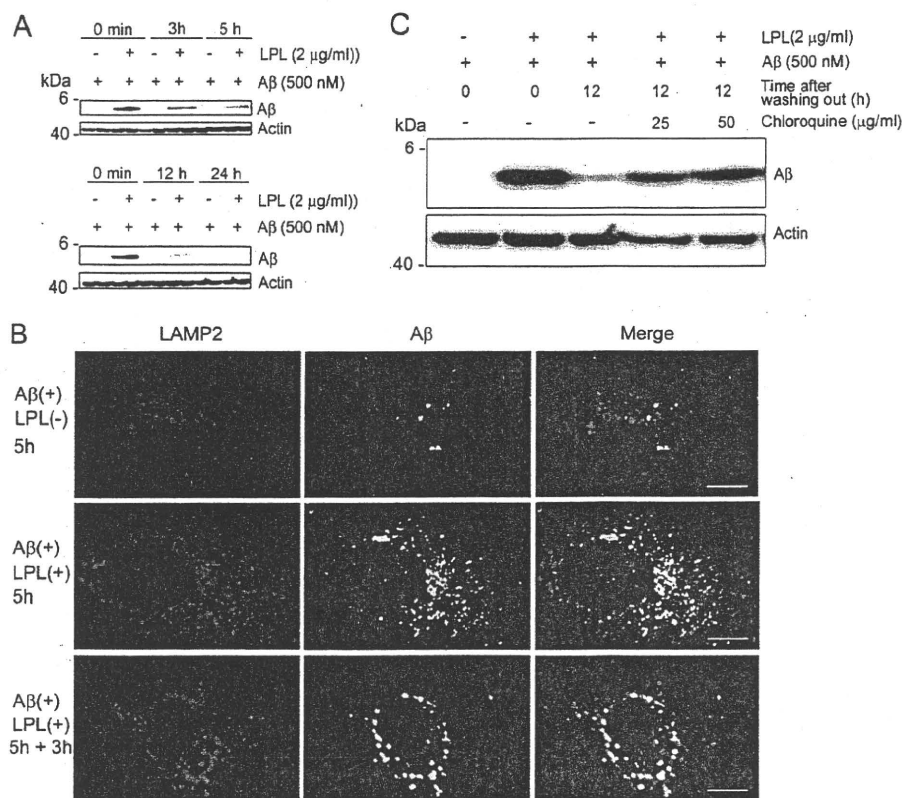 A
0 min 3h 5 h
- + - + - + LPL (2 µg/ml))
kDa + + + + + + Aβ (500 nM)
6 - Aβ
40 - Actin
0 min 12 h 24 h
- + - + - + LPL (2 µg/ml))
+ + + + + + Aβ (500 nM)
6 - Aβ
40 - Actin
C
- + + + + LPL(2 µg/ml)
+ + + + + Aβ (500 nM)
0 0 12 12 12 Time after
washing out (h)
kDa - - - 25 50 Chloroquine (µg/ml)
6 - Aβ
Actin
40 -
B
LAMP2 Aβ Merge
Aβ(+)
LPL(-)
5h
Aβ(+)
LPL(+)
5h
Aβ(+)
LPL(+)
5h + 3h